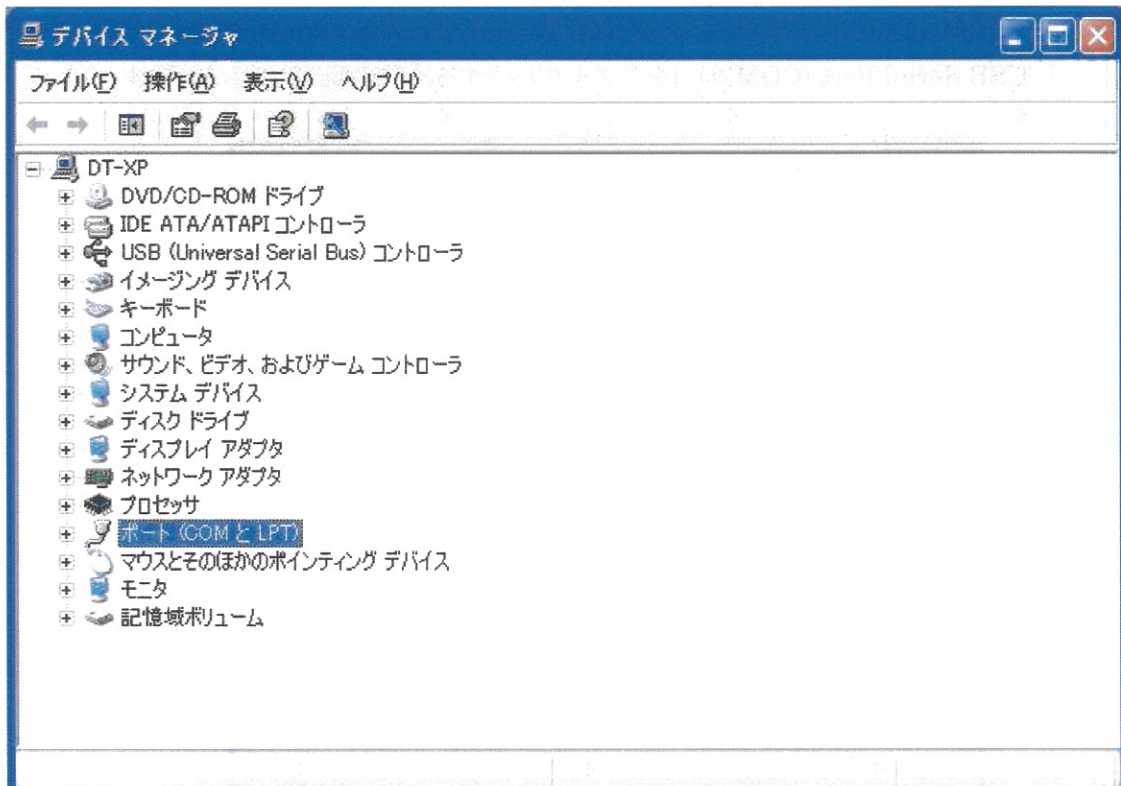 デバイス マネージャ
ファイル(F) 操作(A) 表示(V) ヘルプ(H)
DT-XP
DVD/CD-ROM ドライブ
IDE ATA/ATAPI コントローラ
USB (Universal Serial Bus) コントローラ
イメージング デバイス
キーボード
コンピュータ
サウンド、ビデオ、およびゲーム コントローラ
システム デバイス
ディスク ドライブ
ディスプレイ アダプタ
ネットワーク アダプタ
プロセッサ
ポート (COM と LPT)
マウスとそのほかのポインティング デバイス
モニタ
記憶域ボリューム